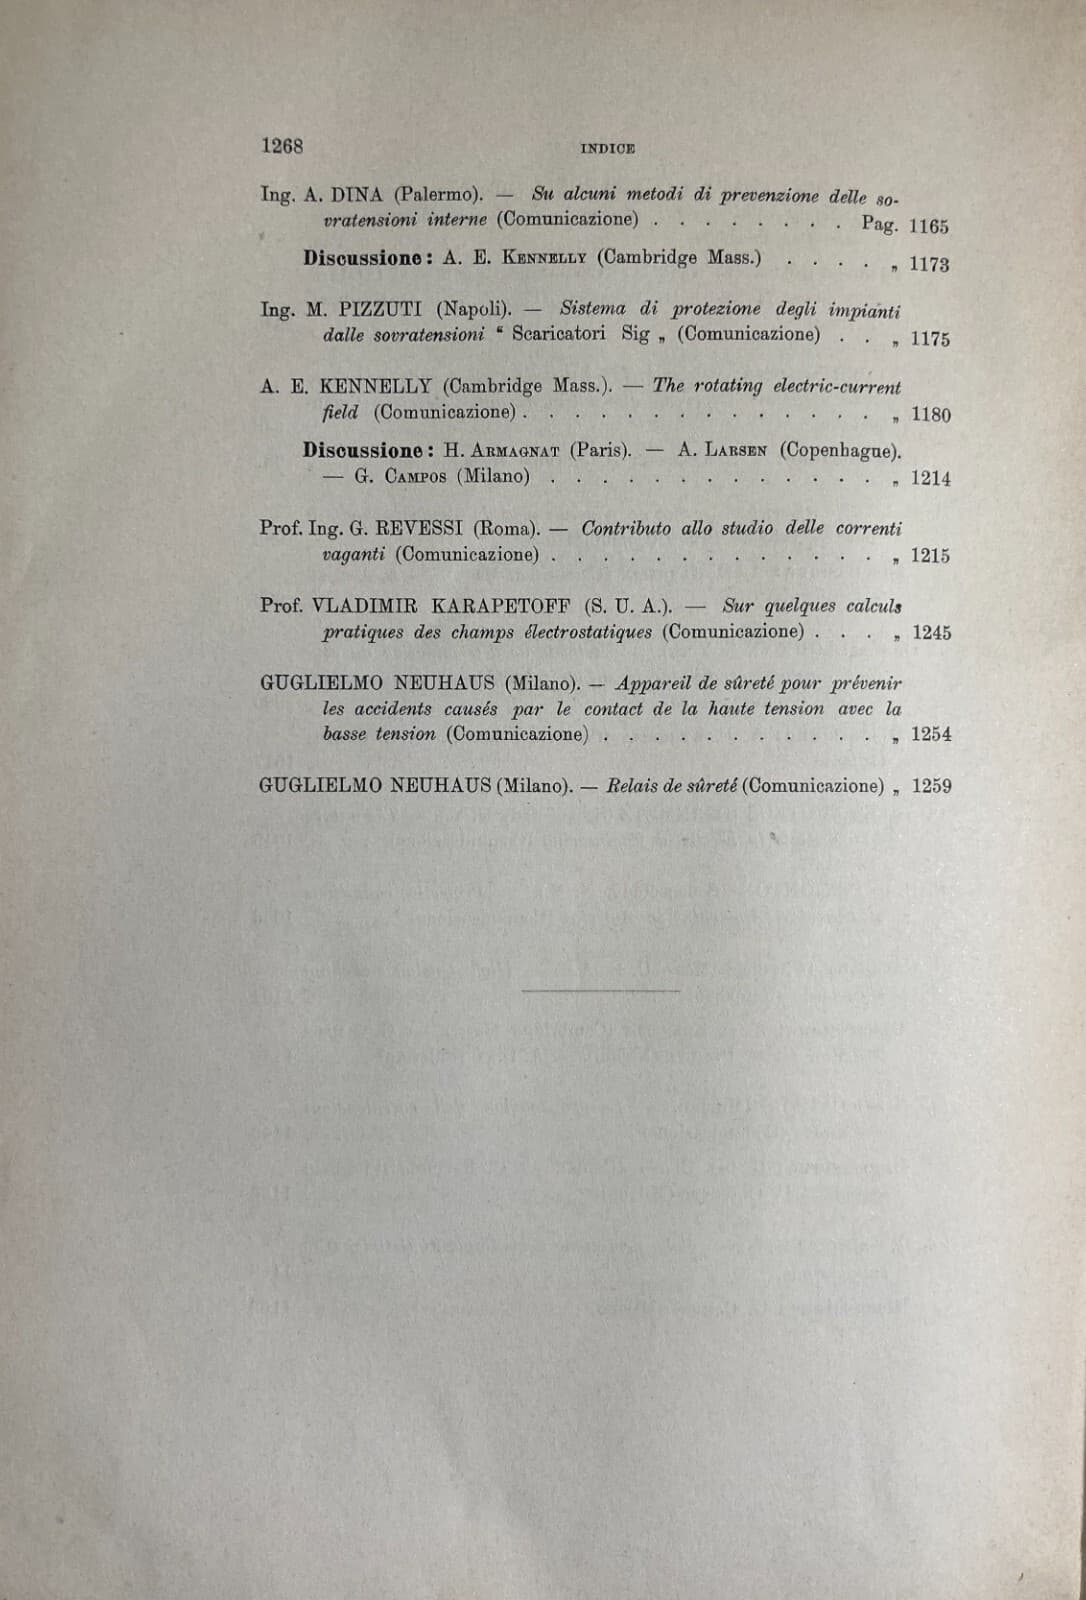 1268 INDICE
Ing. A. DINA (Palermo). — Su alcuni metodi di prevenzione delle so-
vratensioni interne (Comunicazione) . . . . . . . . Pag. 1165
Discussione: A. E. KENNELLY (Cambridge Mass.) . . . . „ 1173
Ing. M. PIZZUTI (Napoli). — Sistema di protezione degli impianti
dalle sovratensioni “ Scaricatori Sig „ (Comunicazione) . . „ 1175
A. E. KENNELLY (Cambridge Mass.). — The rotating electric-current
field (Comunicazione) . . . . . . . . . . . . . . „ 1180
Discussione: H. ARMAGNAT (Paris). — A. LARSEN (Copenhague).
— G. CAMPOS (Milano) . . . . . . . . . . . . . „ 1214
Prof. Ing. G. REVESSI (Roma). — Contributo allo studio delle correnti
vaganti (Comunicazione) . . . . . . . . . . . . . „ 1215
Prof. VLADIMIR KARAPETOFF (S. U. A.). — Sur quelques calculs
pratiques des champs électrostatiques (Comunicazione) . . . „ 1245
GUGLIELMO NEUHAUS (Milano). — Appareil de sûreté pour prévenir
les accidents causés par le contact de la haute tension avec la
basse tension (Comunicazione) . . . . . . . . . . . „ 1254
GUGLIELMO NEUHAUS (Milano). — Relais de sûreté (Comunicazione) „ 1259